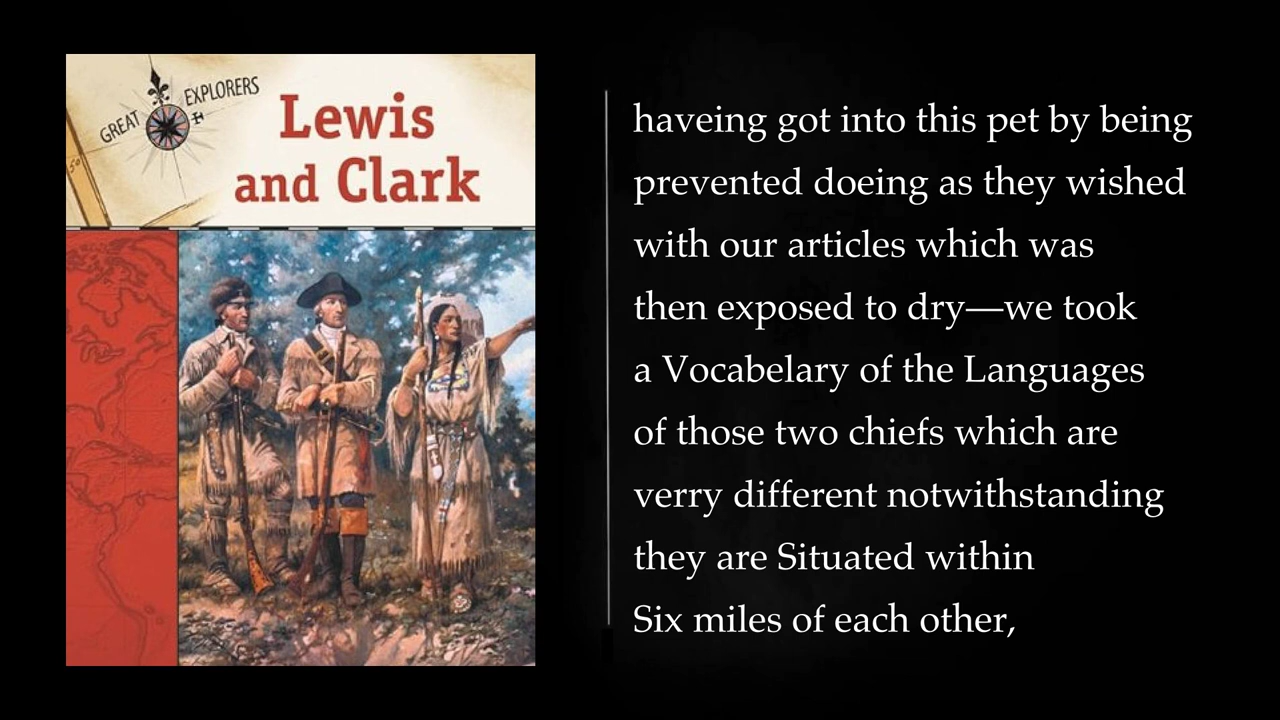 GREAT EXPLORERS
Lewis
and Clark
50
haveing got into this pet by being
prevented doeing as they wished
with our articles which was
then exposed to dry—we took
a Vocabelary of the Languages
of those two chiefs which are
verry different notwithstanding
they are Situated within
Six miles of each other,